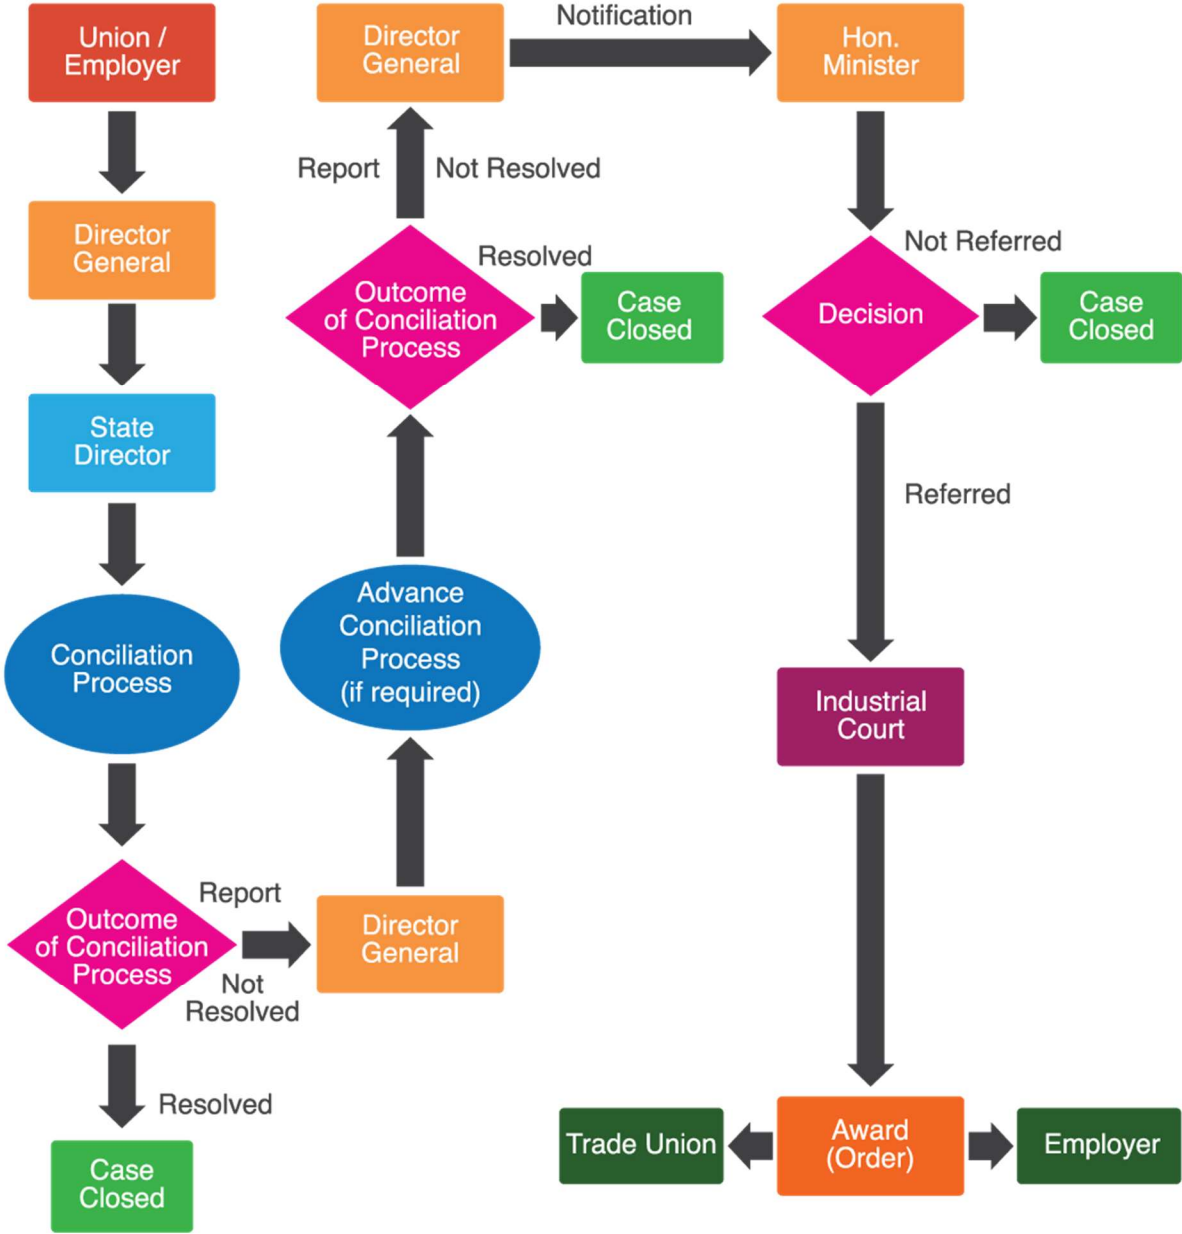 Union /
Employer
Director
General
State
Director
Conciliation
Process
Outcome
of Conciliation
Process
Report
Not
Resolved
Resolved
Case
Closed
Director
General
Advance
Conciliation
Process
(if required)
Outcome
of Conciliation
Process
Resolved
Case
Closed
Report
Not Resolved
Director
General
Notification
Hon.
Minister
Decision
Not Referred
Case
Closed
Referred
Industrial
Court
Award
(Order)
Trade Union
Employer